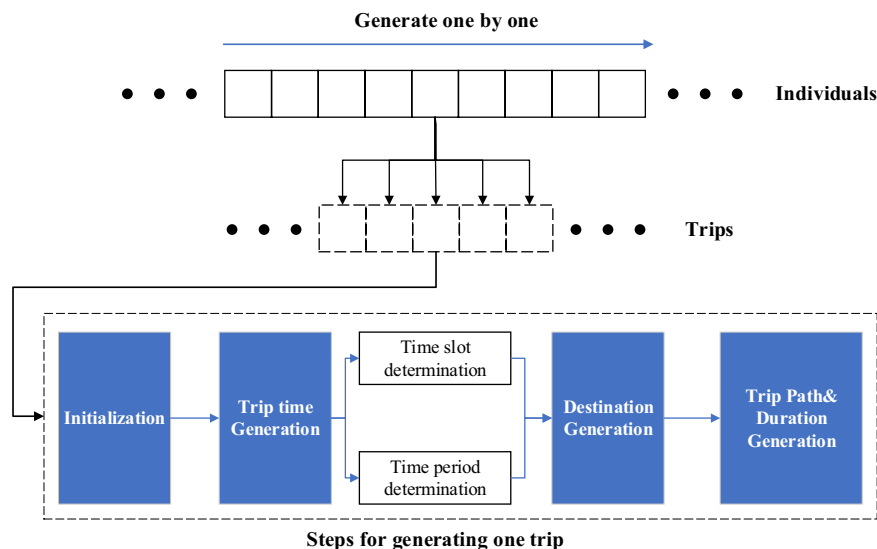 Generate one by one
Individuals
Trips
Initialization
Trip time
Generation
Time slot
determination
Time period
determination
Destination
Generation
Trip Path&
Duration
Generation
Steps for generating one trip